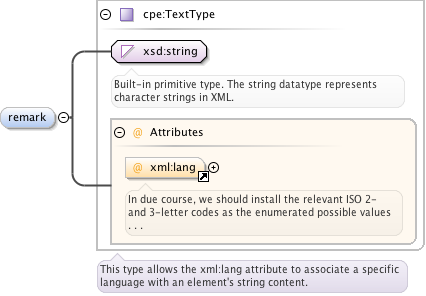 cpe:TextType
xsd:string
Built-in primitive type. The string datatype represents
character strings in XML.
remark
@ Attributes
@ xml:lang
In due course, we should install the relevant ISO 2-
and 3-letter codes as the enumerated possible values
. . .
This type allows the xml:lang attribute to associate a specific
language with an element's string content.